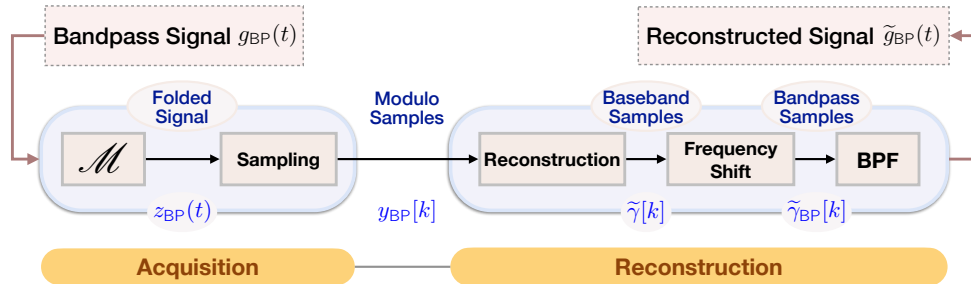 Bandpass Signal g_BP(t)
Reconstructed Signal g̃_BP(t)
Folded
Signal
Modulo
Samples
Baseband
Samples
Bandpass
Samples
ℳ
Sampling
Reconstruction
Frequency
Shift
BPF
z_BP(t)
y_BP[k]
γ̃[k]
γ̃_BP[k]
Acquisition
Reconstruction